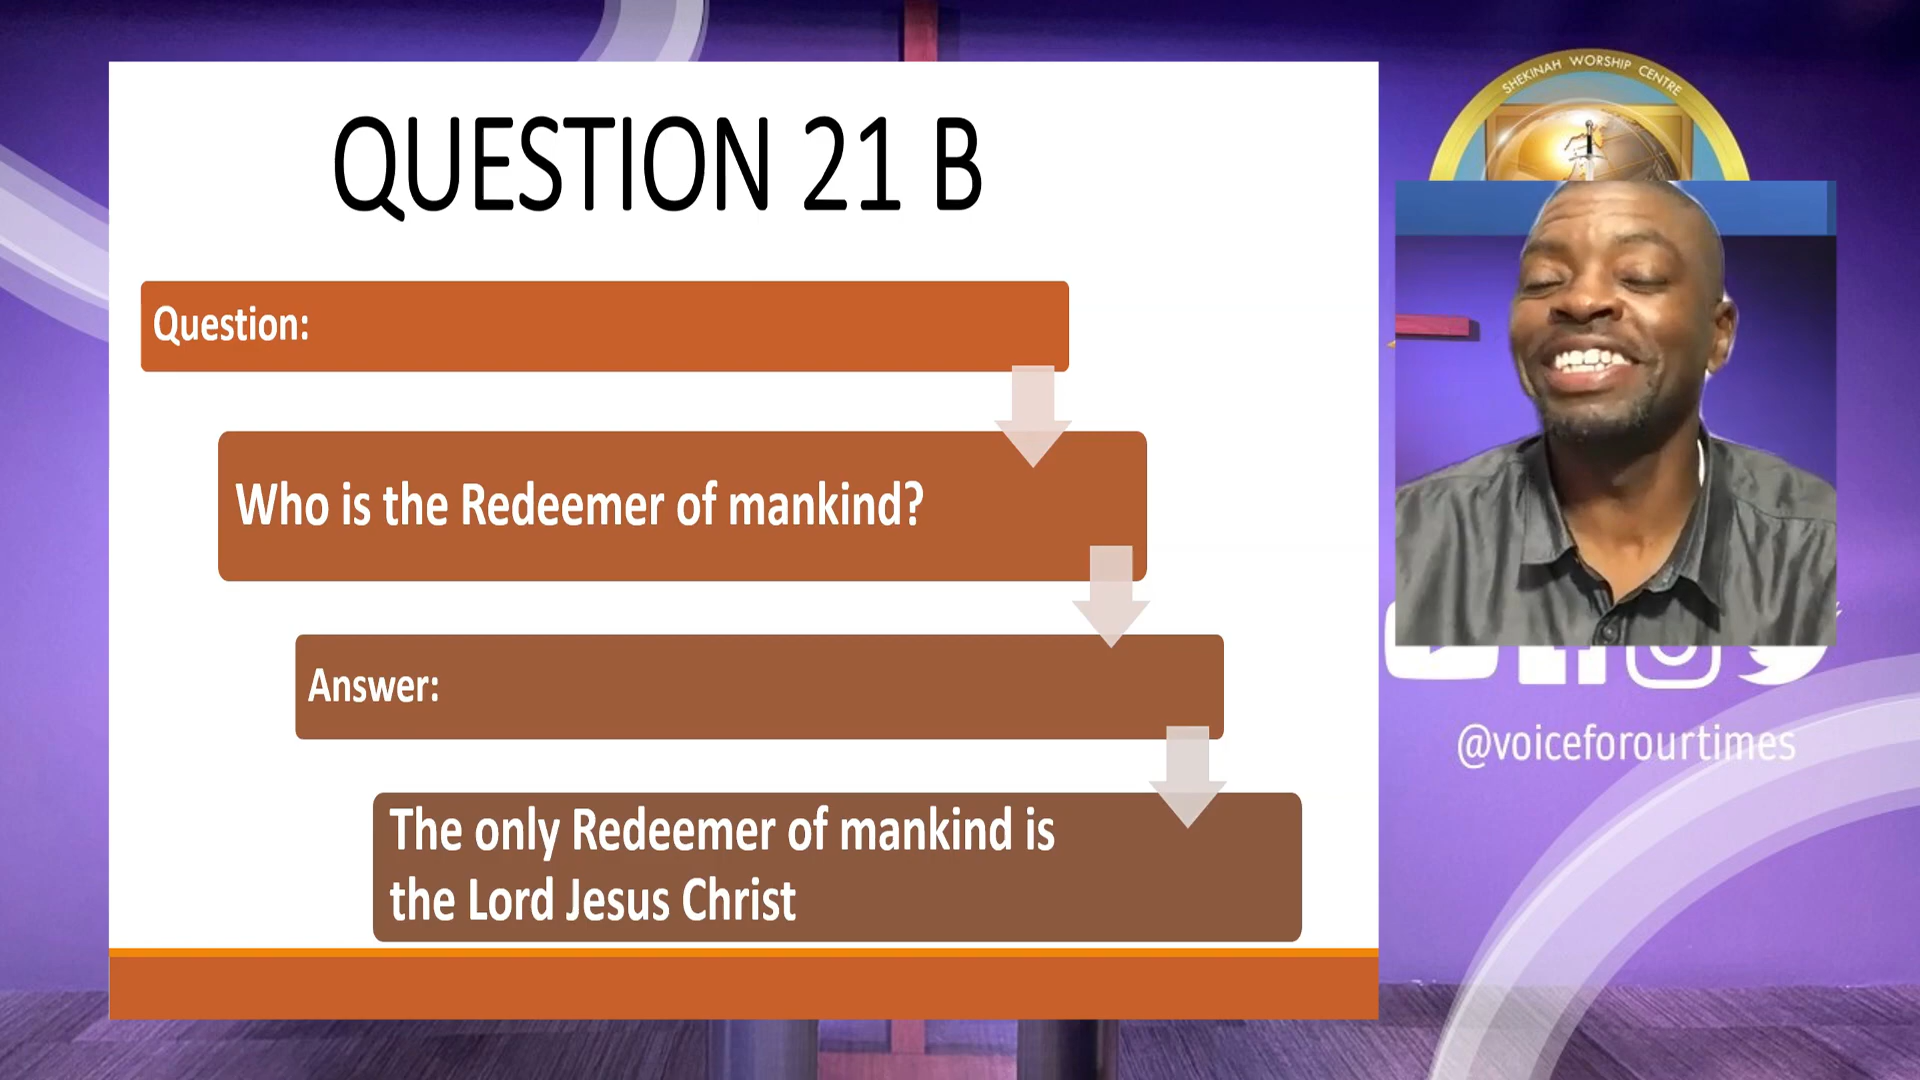 QUESTION 21 B
Question:
Who is the Redeemer of mankind?
Answer:
The only Redeemer of mankind is
the Lord Jesus Christ
SHEKINAH WORSHIP CENTRE
@voiceforourtimes